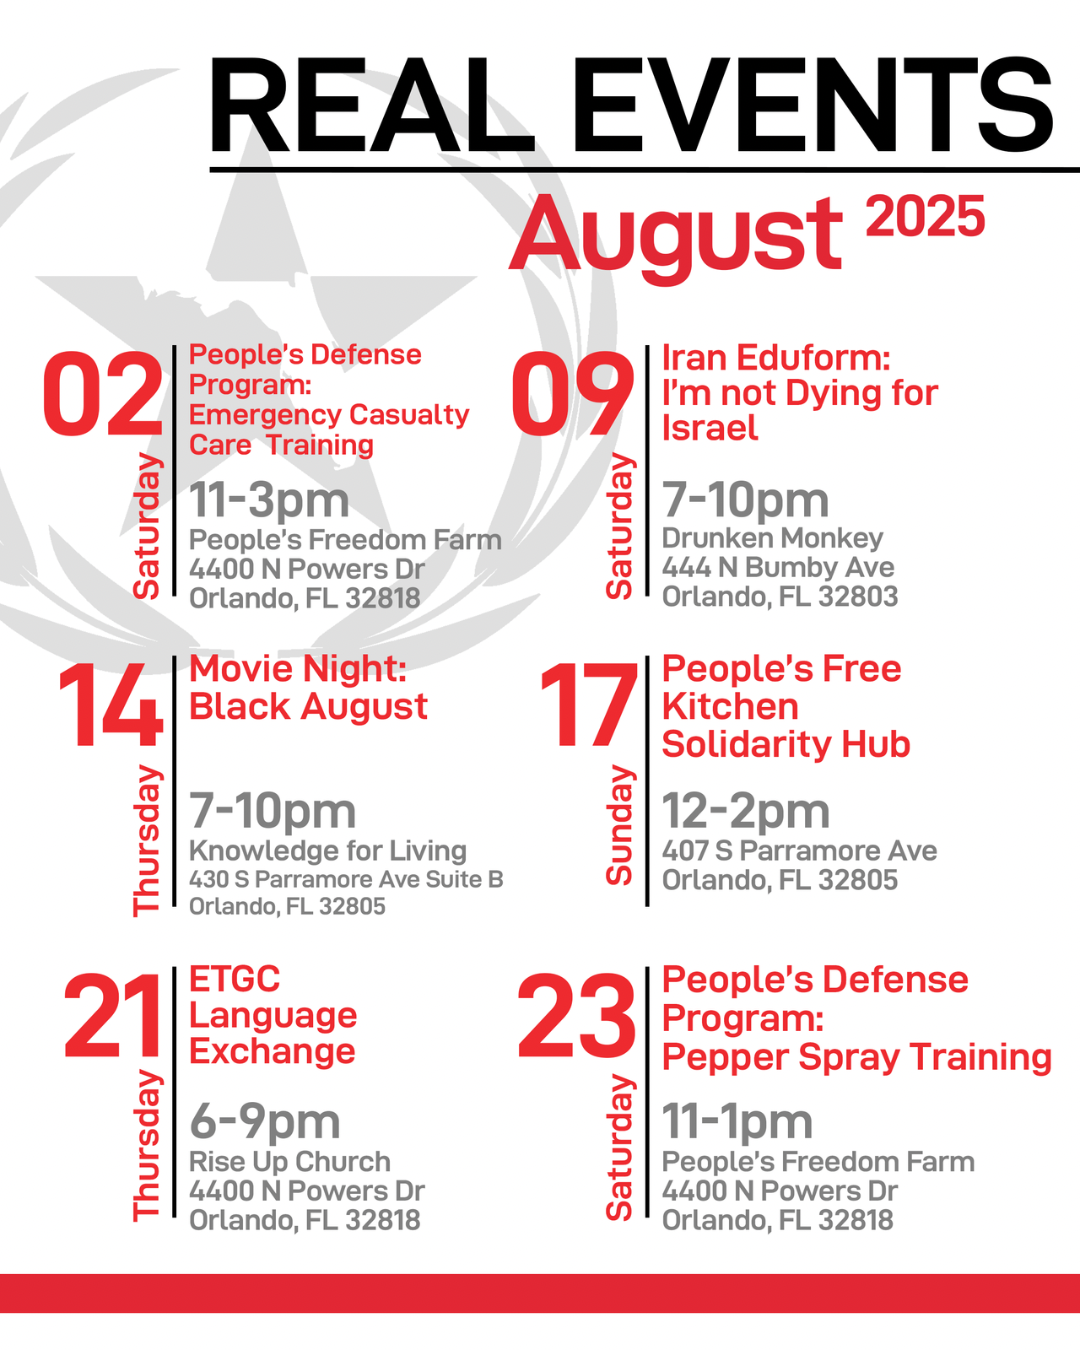 REAL EVENTS
August 2025
02
Saturday
People's Defense
Program:
Emergency Casualty
Care Training
11-3pm
People's Freedom Farm
4400 N Powers Dr
Orlando, FL 32818
09
Saturday
Iran Eduform:
I'm not Dying for
Israel
7-10pm
Drunken Monkey
444 N Bumby Ave
Orlando, FL 32803
14
Thursday
Movie Night:
Black August
7-10pm
Knowledge for Living
430 S Parramore Ave Suite B
Orlando, FL 32805
17
Sunday
People's Free
Kitchen
Solidarity Hub
12-2pm
407 S Parramore Ave
Orlando, FL 32805
21
Thursday
ETGC
Language
Exchange
6-9pm
Rise Up Church
4400 N Powers Dr
Orlando, FL 32818
23
Saturday
People's Defense
Program:
Pepper Spray Training
11-1pm
People's Freedom Farm
4400 N Powers Dr
Orlando, FL 32818